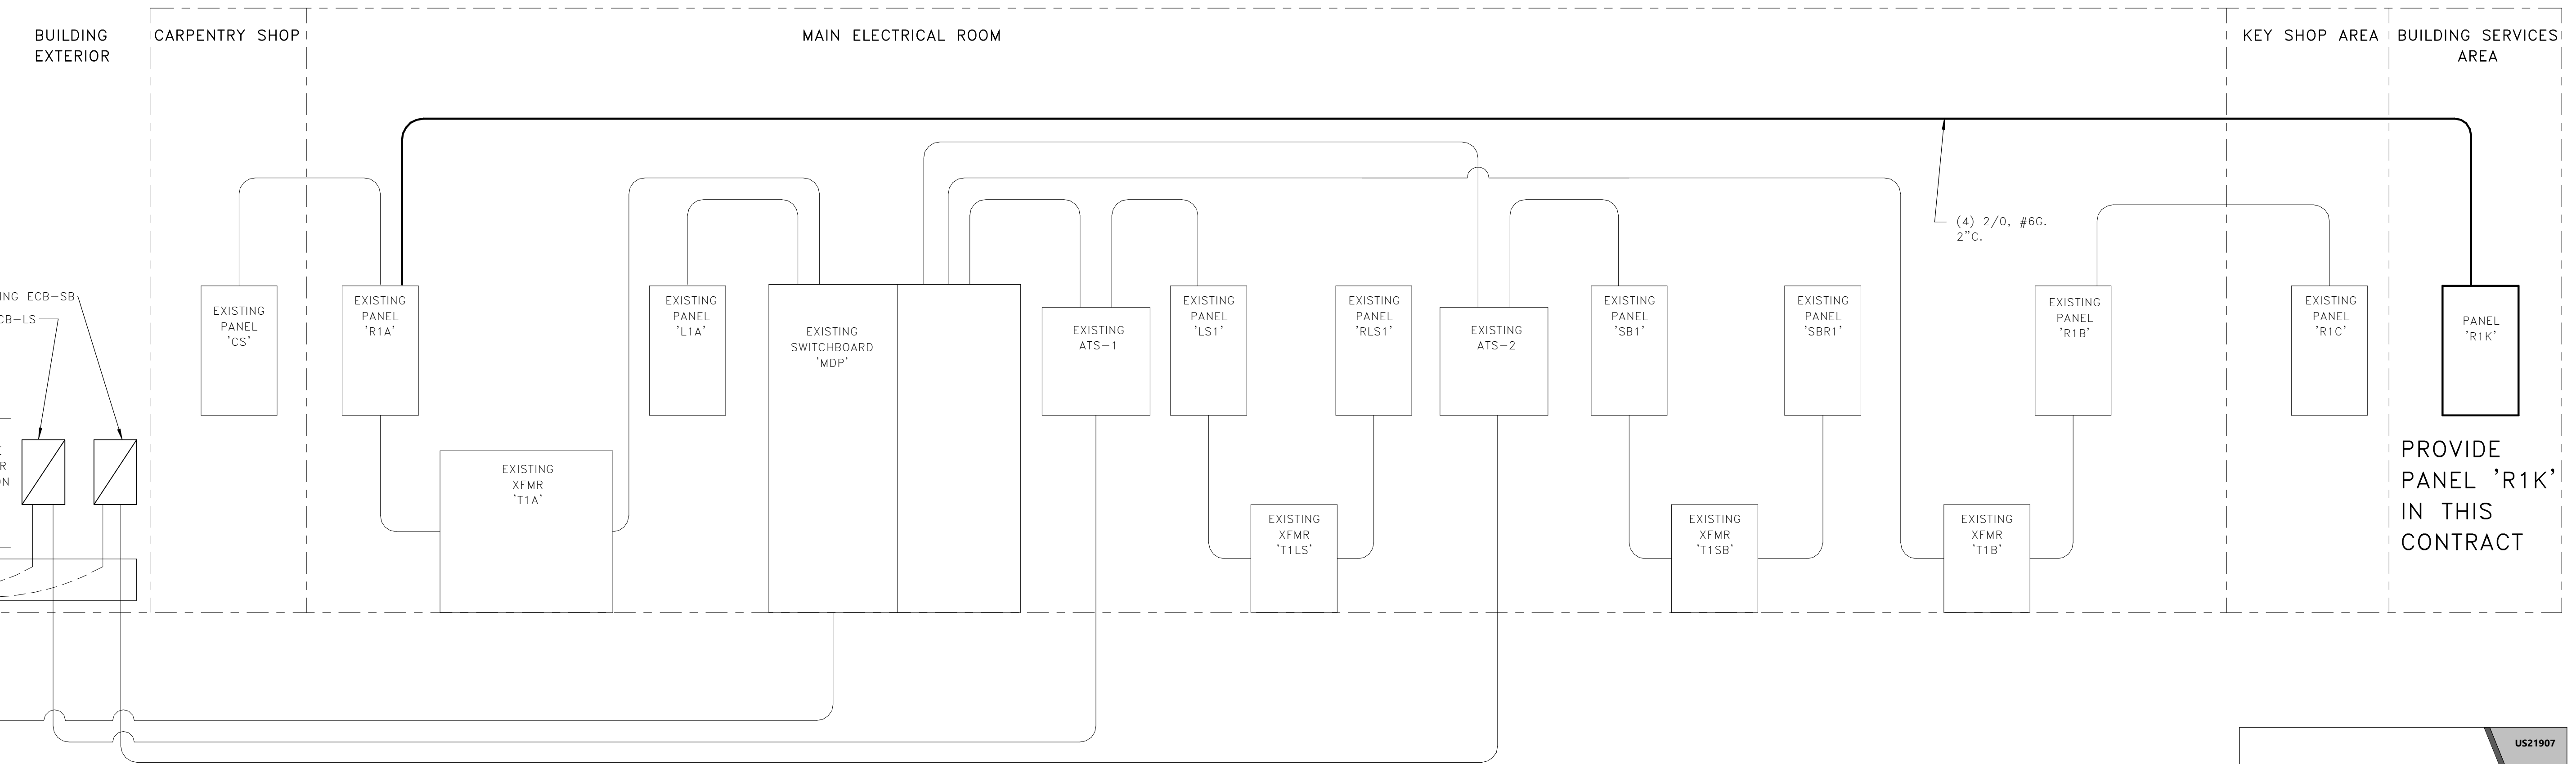 BUILDING
EXTERIOR
CARPENTRY SHOP
MAIN ELECTRICAL ROOM
KEY SHOP AREA
BUILDING SERVICES
AREA
(4) 2/0, #6G.
2"C.
ING ECB-SB
CB-LS
EXISTING
PANEL
'CS'
EXISTING
PANEL
'R1A'
EXISTING
XFMR
'T1A'
EXISTING
PANEL
'L1A'
EXISTING
SWITCHBOARD
'MDP'
EXISTING
ATS-1
EXISTING
PANEL
'LS1'
EXISTING
XFMR
'T1LS'
EXISTING
PANEL
'RLS1'
EXISTING
ATS-2
EXISTING
PANEL
'SB1'
EXISTING
XFMR
'T1SB'
EXISTING
PANEL
'SBR1'
EXISTING
XFMR
'T1B'
EXISTING
PANEL
'R1B'
EXISTING
PANEL
'R1C'
PANEL
'R1K'
PROVIDE
PANEL 'R1K'
IN THIS
CONTRACT
R
ON
US21907